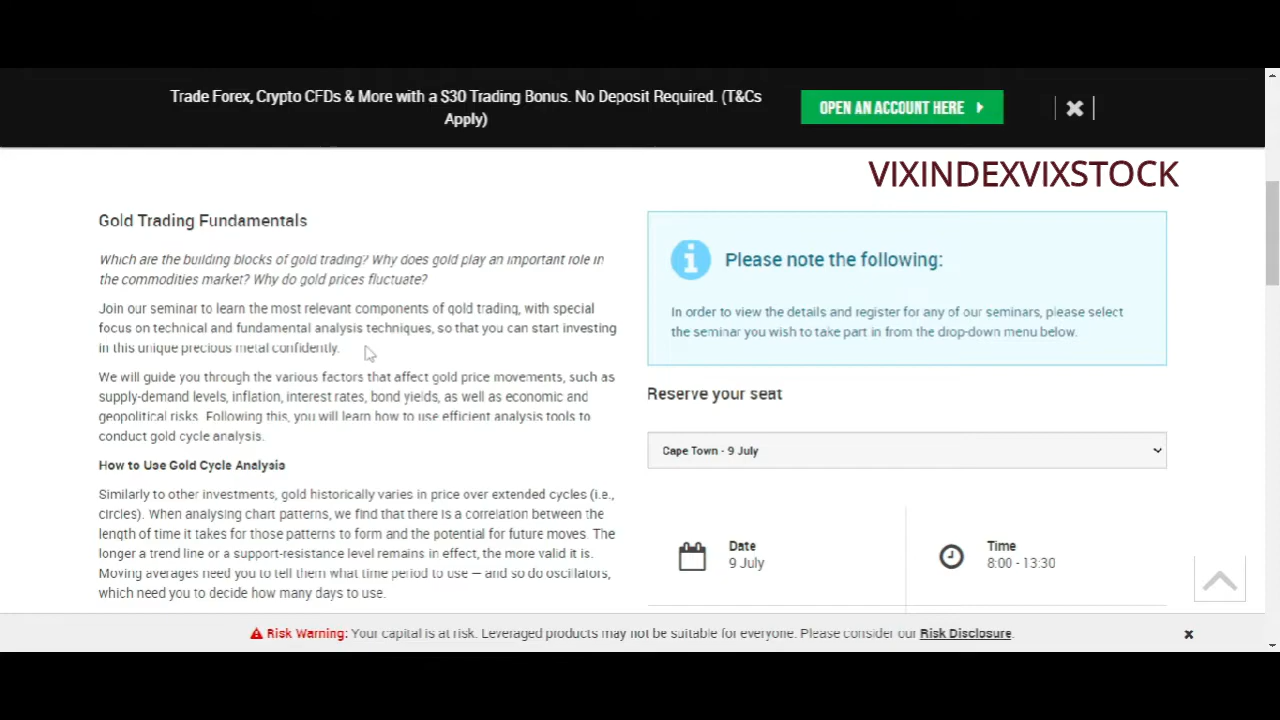 Trade Forex, Crypto CFDs & More with a $30 Trading Bonus. No Deposit Required. (T&Cs
Apply)
OPEN AN ACCOUNT HERE
VIXINDEXVIXSTOCK
Gold Trading Fundamentals
Which are the building blocks of gold trading? Why does gold play an important role in
the commodities market? Why do gold prices fluctuate?
Join our seminar to learn the most relevant components of gold trading, with special
focus on technical and fundamental analysis techniques, so that you can start investing
in this unique precious metal confidently.
We will guide you through the various factors that affect gold price movements, such as
supply-demand levels, inflation, interest rates, bond yields, as well as economic and
geopolitical risks. Following this, you will learn how to use efficient analysis tools to
conduct gold cycle analysis.
How to Use Gold Cycle Analysis
Similarly to other investments, gold historically varies in price over extended cycles (i.e.,
circles). When analysing chart patterns, we find that there is a correlation between the
length of time it takes for those patterns to form and the potential for future moves. The
longer a trend line or a support-resistance level remains in effect, the more valid it is.
Moving averages need you to tell them what time period to use — and so do oscillators,
which need you to decide how many days to use.
Please note the following:
In order to view the details and register for any of our seminars, please select
the seminar you wish to take part in from the drop-down menu below.
Reserve your seat
Cape Town - 9 July
Date
9 July
Time
8:00 - 13:30
Risk Warning: Your capital is at risk. Leveraged products may not be suitable for everyone. Please consider our Risk Disclosure.